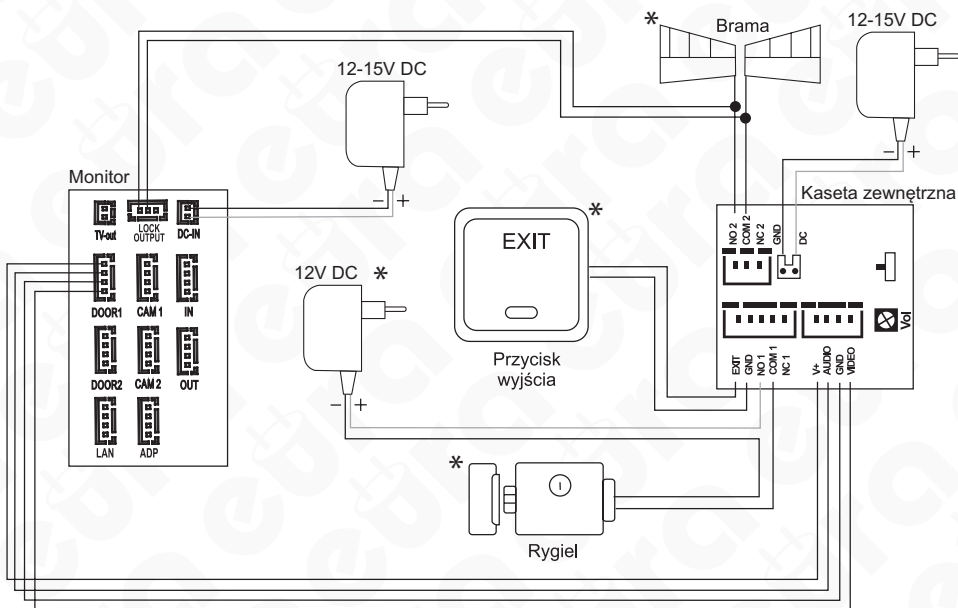 *
Brama
12-15V DC
12-15V DC
Monitor
Kaseta zewnętrzna
TV-out
LOCK
OUTPUT
DC-IN
− +
− +
*
EXIT
NO 2
COM 2
NC 2
GND
DC
12V DC *
DOOR1
CAM 1
IN
Vol
Przycisk
wyjścia
EXIT
GND
NO 1
COM 1
NC 1
V+
AUDIO
GND
VIDEO
DOOR2
CAM 2
OUT
− +
LAN
ADP
*
Rygiel
eura